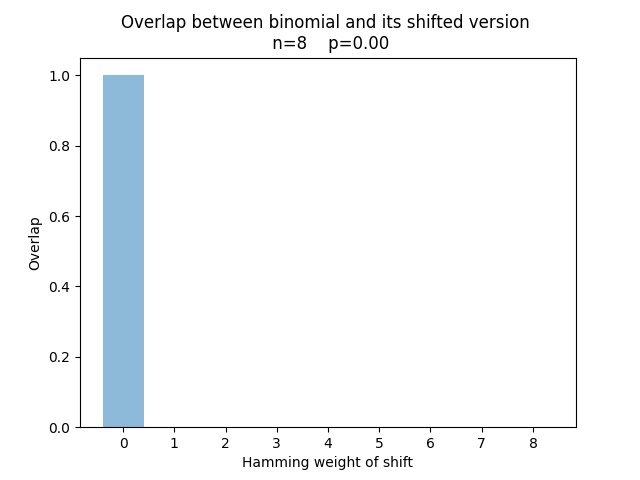 Overlap between binomial and its shifted version
n=8 p=0.00
1.0
0.8
0.6
0.4
0.2
0.0
Overlap
0 1 2 3 4 5 6 7 8
Hamming weight of shift